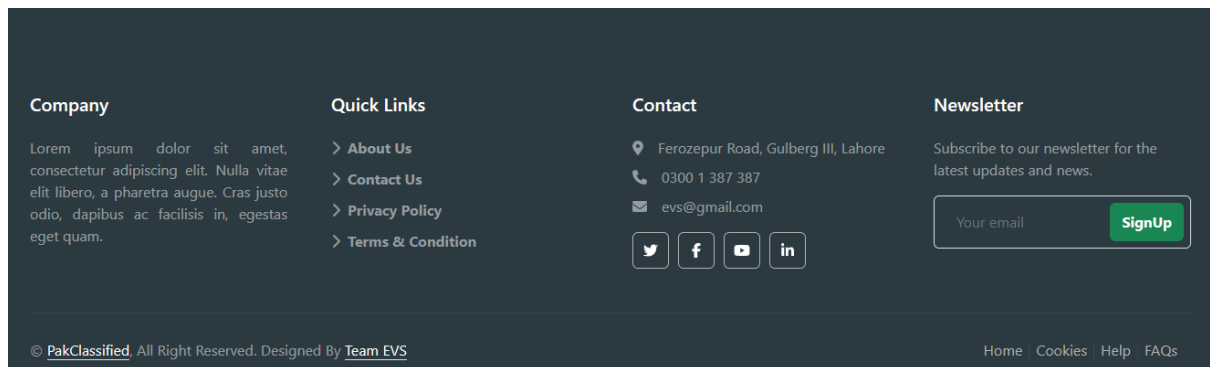 Company
Lorem ipsum dolor sit amet,
consectetur adipiscing elit. Nulla vitae
elit libero, a pharetra augue. Cras justo
odio, dapibus ac facilisis in, egestas
eget quam.
Quick Links
About Us
Contact Us
Privacy Policy
Terms & Condition
Contact
Ferozepur Road, Gulberg III, Lahore
0300 1 387 387
evs@gmail.com
Newsletter
Subscribe to our newsletter for the
latest updates and news.
Your email SignUp
© PakClassified, All Right Reserved. Designed By Team EVS
Home Cookies Help FAQs